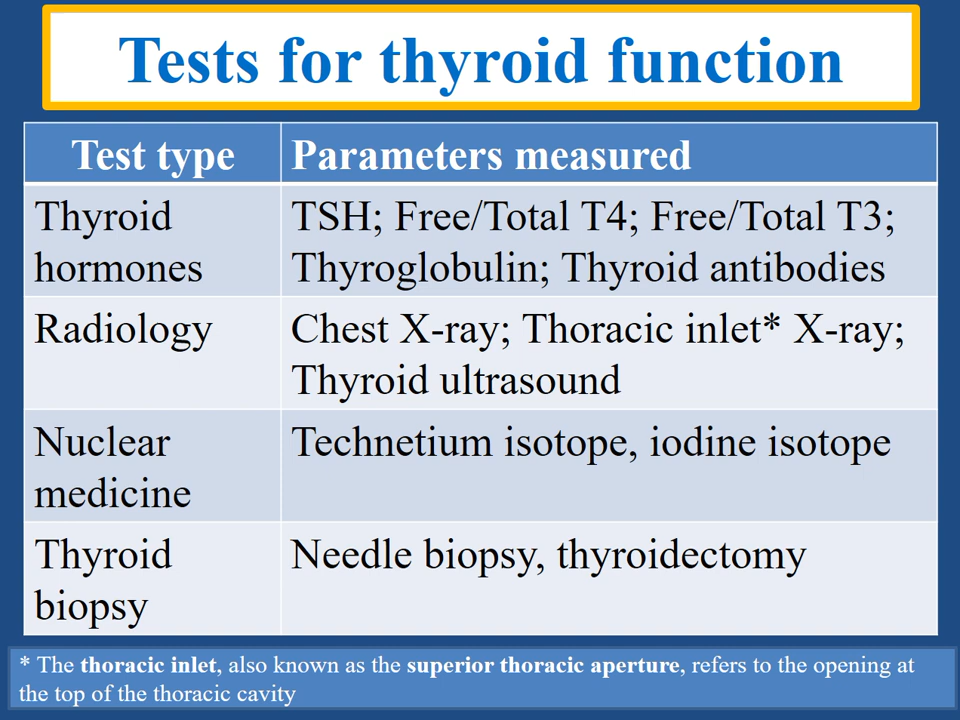 Tests for thyroid function
Test type
Parameters measured
Thyroid
hormones
TSH; Free/Total T4; Free/Total T3;
Thyroglobulin; Thyroid antibodies
Radiology
Chest X-ray; Thoracic inlet* X-ray;
Thyroid ultrasound
Nuclear
medicine
Technetium isotope, iodine isotope
Thyroid
biopsy
Needle biopsy, thyroidectomy
* The thoracic inlet, also known as the superior thoracic aperture, refers to the opening at
the top of the thoracic cavity